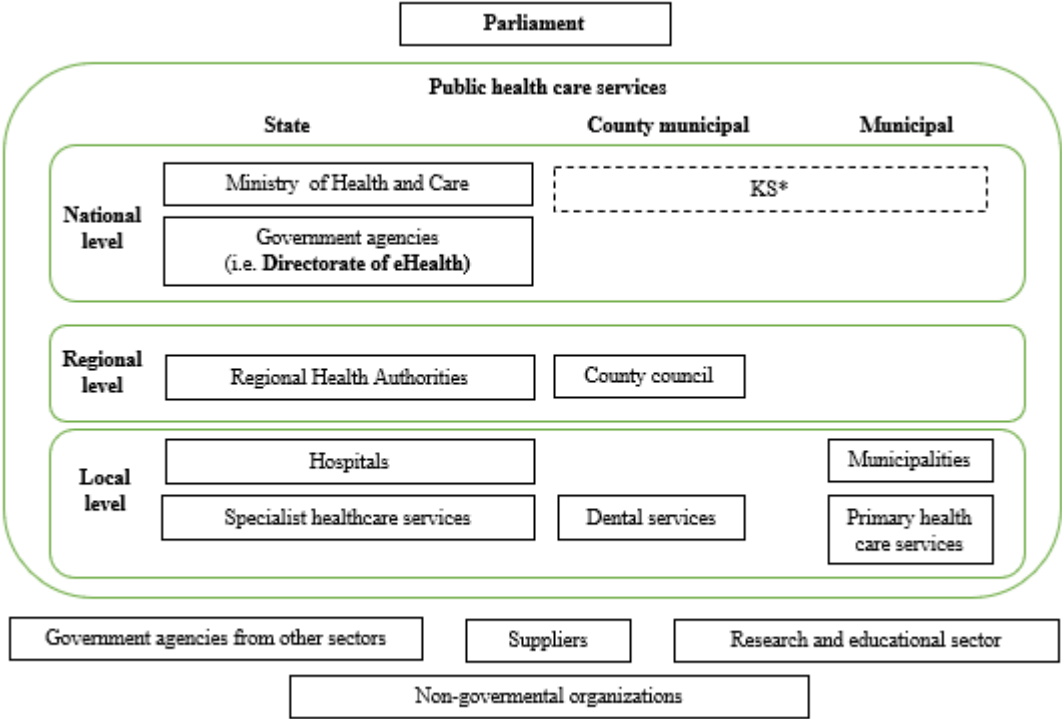 Parliament
Public health care services
State County municipal Municipal
National
level
Ministry of Health and Care
KS*
Government agencies
(i.e. Directorate of eHealth)
Regional
level
Regional Health Authorities
County council
Local
level
Hospitals
Municipalities
Specialist healthcare services
Dental services
Primary health
care services
Government agencies from other sectors
Suppliers
Research and educational sector
Non-govermental organizations